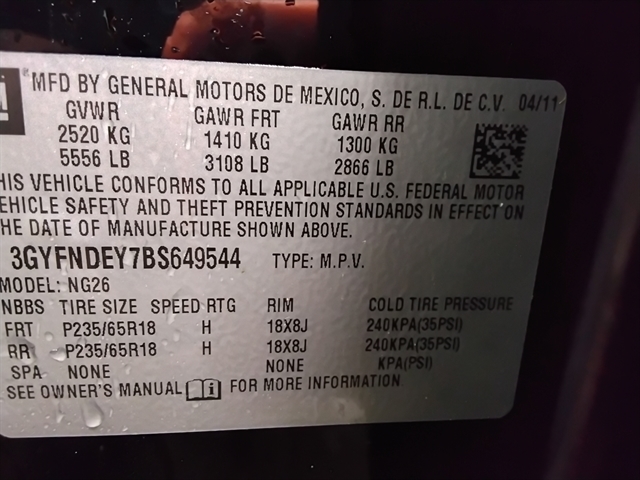 MFD BY GENERAL MOTORS DE MEXICO, S. DE R.L. DE C.V. 04/11
GVWR GAWR FRT GAWR RR
2520 KG 1410 KG 1300 KG
5556 LB 3108 LB 2866 LB
HIS VEHICLE CONFORMS TO ALL APPLICABLE U.S. FEDERAL MOTOR
EHICLE SAFETY AND THEFT PREVENTION STANDARDS IN EFFECT ON
HE DATE OF MANUFACTURE SHOWN ABOVE.
3GYFNDEY7BS649544 TYPE: M.P.V.
MODEL: NG26
NBBS TIRE SIZE SPEED RTG RIM COLD TIRE PRESSURE
FRT P235/65R18 H 18X8J 240KPA(35PSI)
RR P235/65R18 H 18X8J 240KPA(35PSI)
SPA NONE NONE KPA(PSI)
SEE OWNER'S MANUAL FOR MORE INFORMATION.